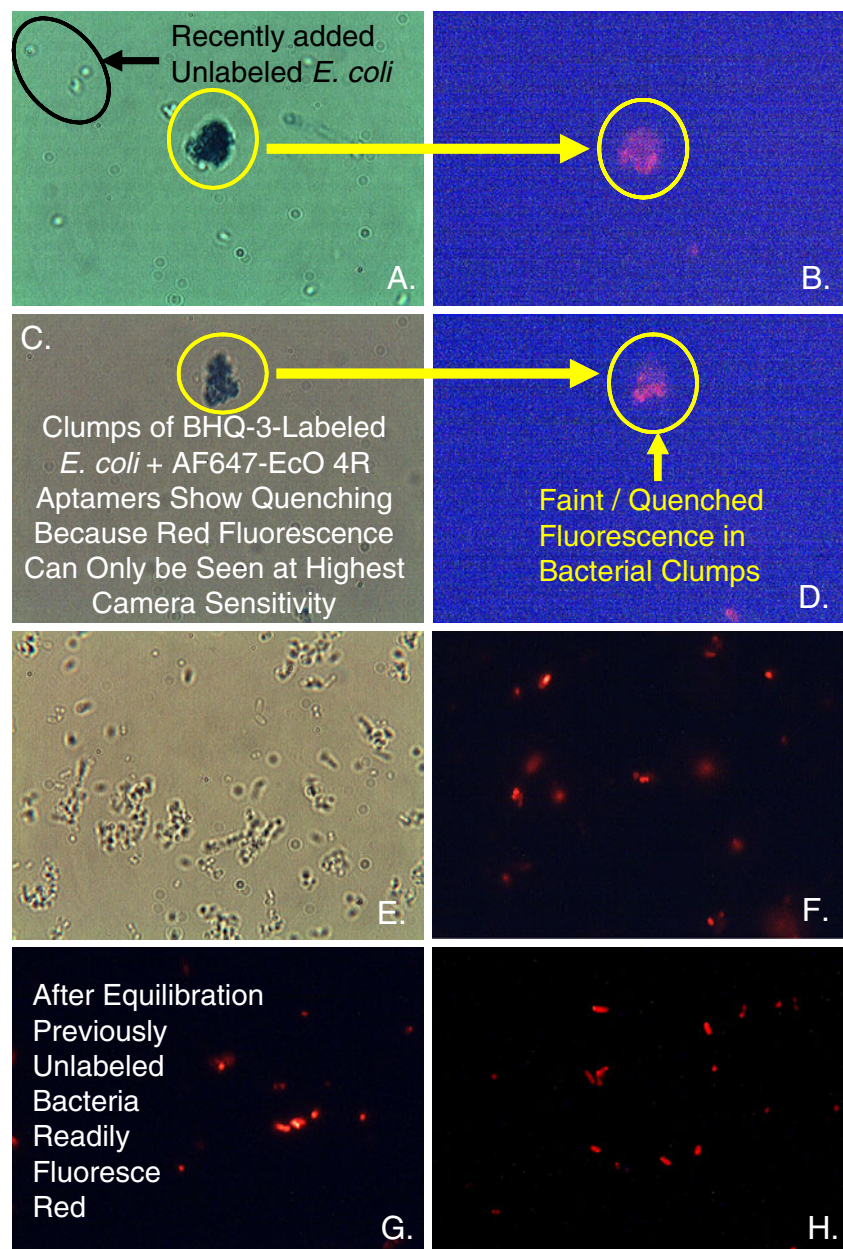 Recently added
Unlabeled E. coli
A.
B.
C.
Clumps of BHQ-3-Labeled
E. coli + AF647-EcO 4R
Aptamers Show Quenching
Because Red Fluorescence
Can Only be Seen at Highest
Camera Sensitivity
Faint / Quenched
Fluorescence in
Bacterial Clumps
D.
E.
F.
After Equilibration
Previously
Unlabeled
Bacteria
Readily
Fluoresce
Red
G.
H.